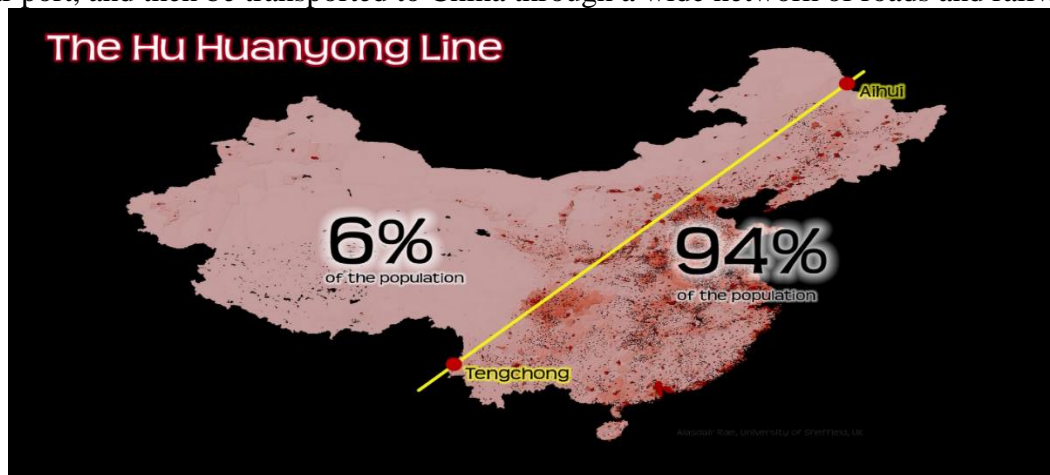 port, and then be transported to China through a wide network of roads and
The Hu Huanyong Line
Aihui
6%
of the population
94%
of the population
Tengchong
Alasdair Rae, University of Sheffield, UK